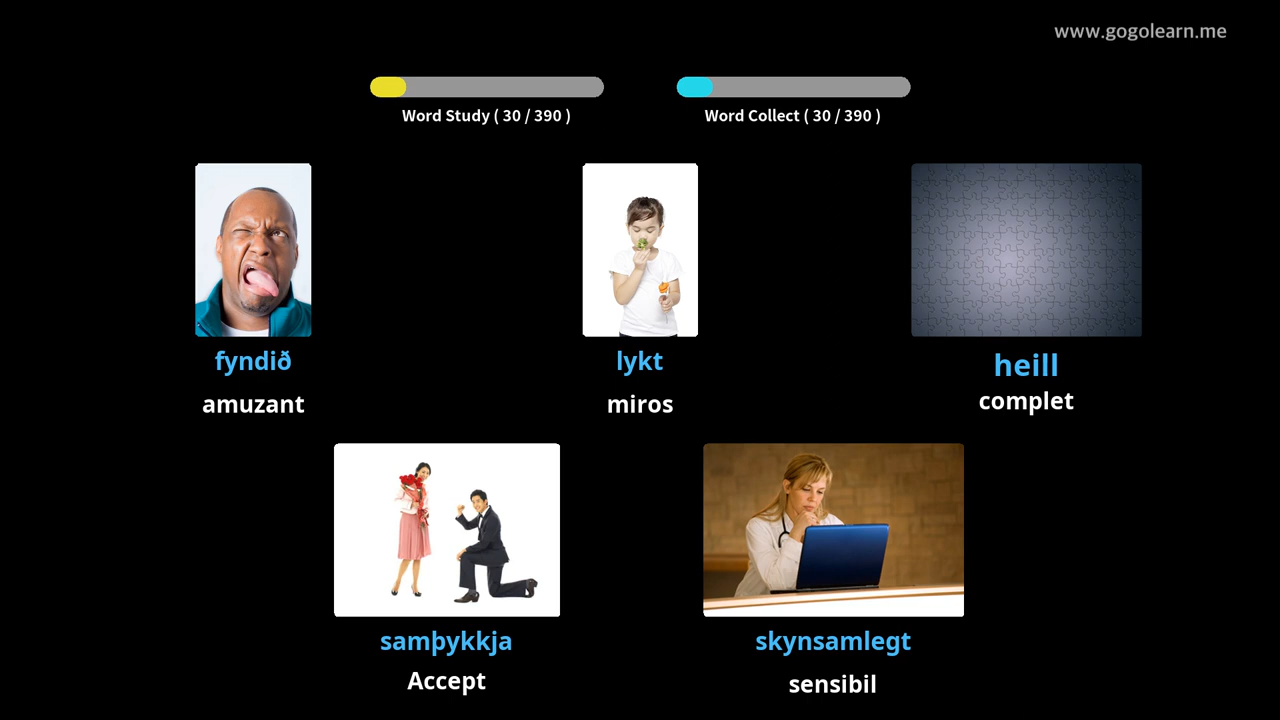 www.gogolearn.me
Word Study ( 30 / 390 )
Word Collect ( 30 / 390 )
fyndið
lykt
heill
amuzant
miros
complet
samþykkja
skynsamlegt
Accept
sensibil